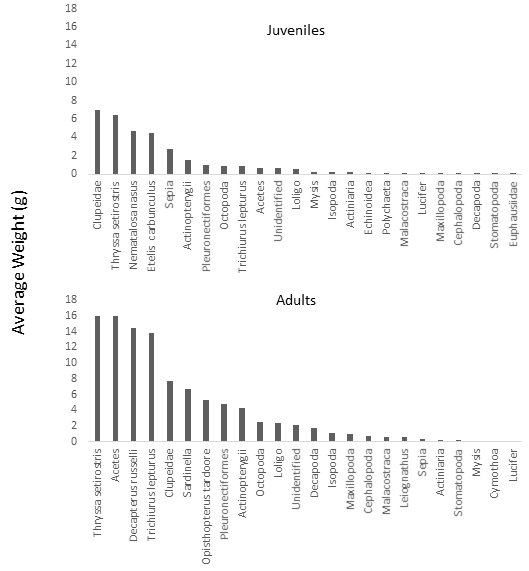 Average Weight (g)
Juveniles
18
16
14
12
10
8
6
4
2
0
Clupeidae
Thryssa setirostris
Nematalosa nasus
Etelis carbunculus
Sepia
Actinopterygii
Pleuronectiformes
Octopoda
Trichiurus lepturus
Acetes
Unidentified
Loligo
Mysis
Isopoda
Actiniaria
Echinoidea
Polychaeta
Malacostraca
Lucifer
Maxillopoda
Cephalopoda
Decapoda
Stomatopoda
Euphausiidae
Adults
18
16
14
12
10
8
6
4
2
0
Thryssa setirostris
Acetes
Decapterus russelli
Trichiurus lepturus
Clupeidae
Sardinella
Opisthopterus tardoore
Pleuronectiformes
Actinopterygii
Octopoda
Loligo
Unidentified
Decapoda
Isopoda
Maxillopoda
Cephalopoda
Malacostraca
Leiognathus
Sepia
Actiniaria
Stomatopoda
Mysis
Cymothoa
Lucifer